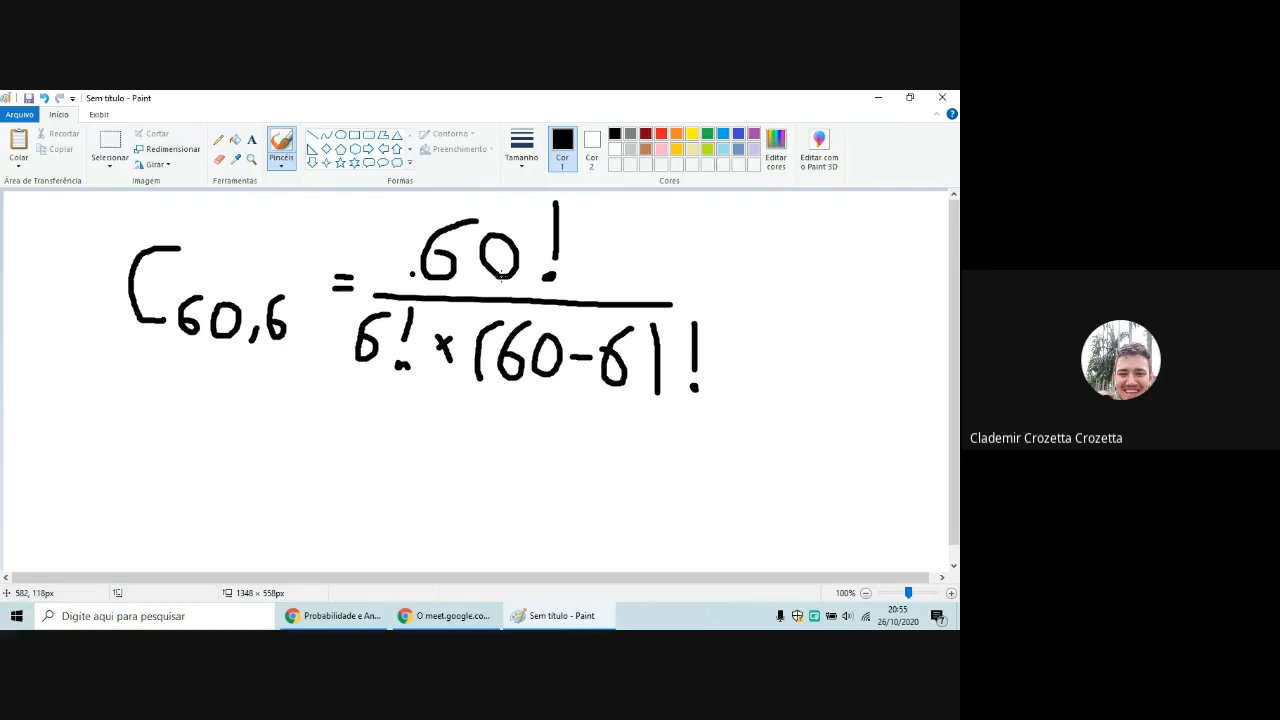 Sem título - Paint
Arquivo Início Exibir
Colar Recortar Copiar
Selecionar Cortar Redimensionar Girar
Pincéis
Contorno
Preenchimento
Tamanho
Cor 1
Cor 2
Editar cores
Editar com o Paint 3D
Área de Transferência Imagem Ferramentas Formas Cores
60!
C60,6 =
6! x (60-6)!
Clademir Crozetta Crozetta
582, 118px 1348 × 558px 100%
Digite aqui para pesquisar Probabilidade e An... O meet.google.co... Sem título - Paint 20:55
26/10/2020 7